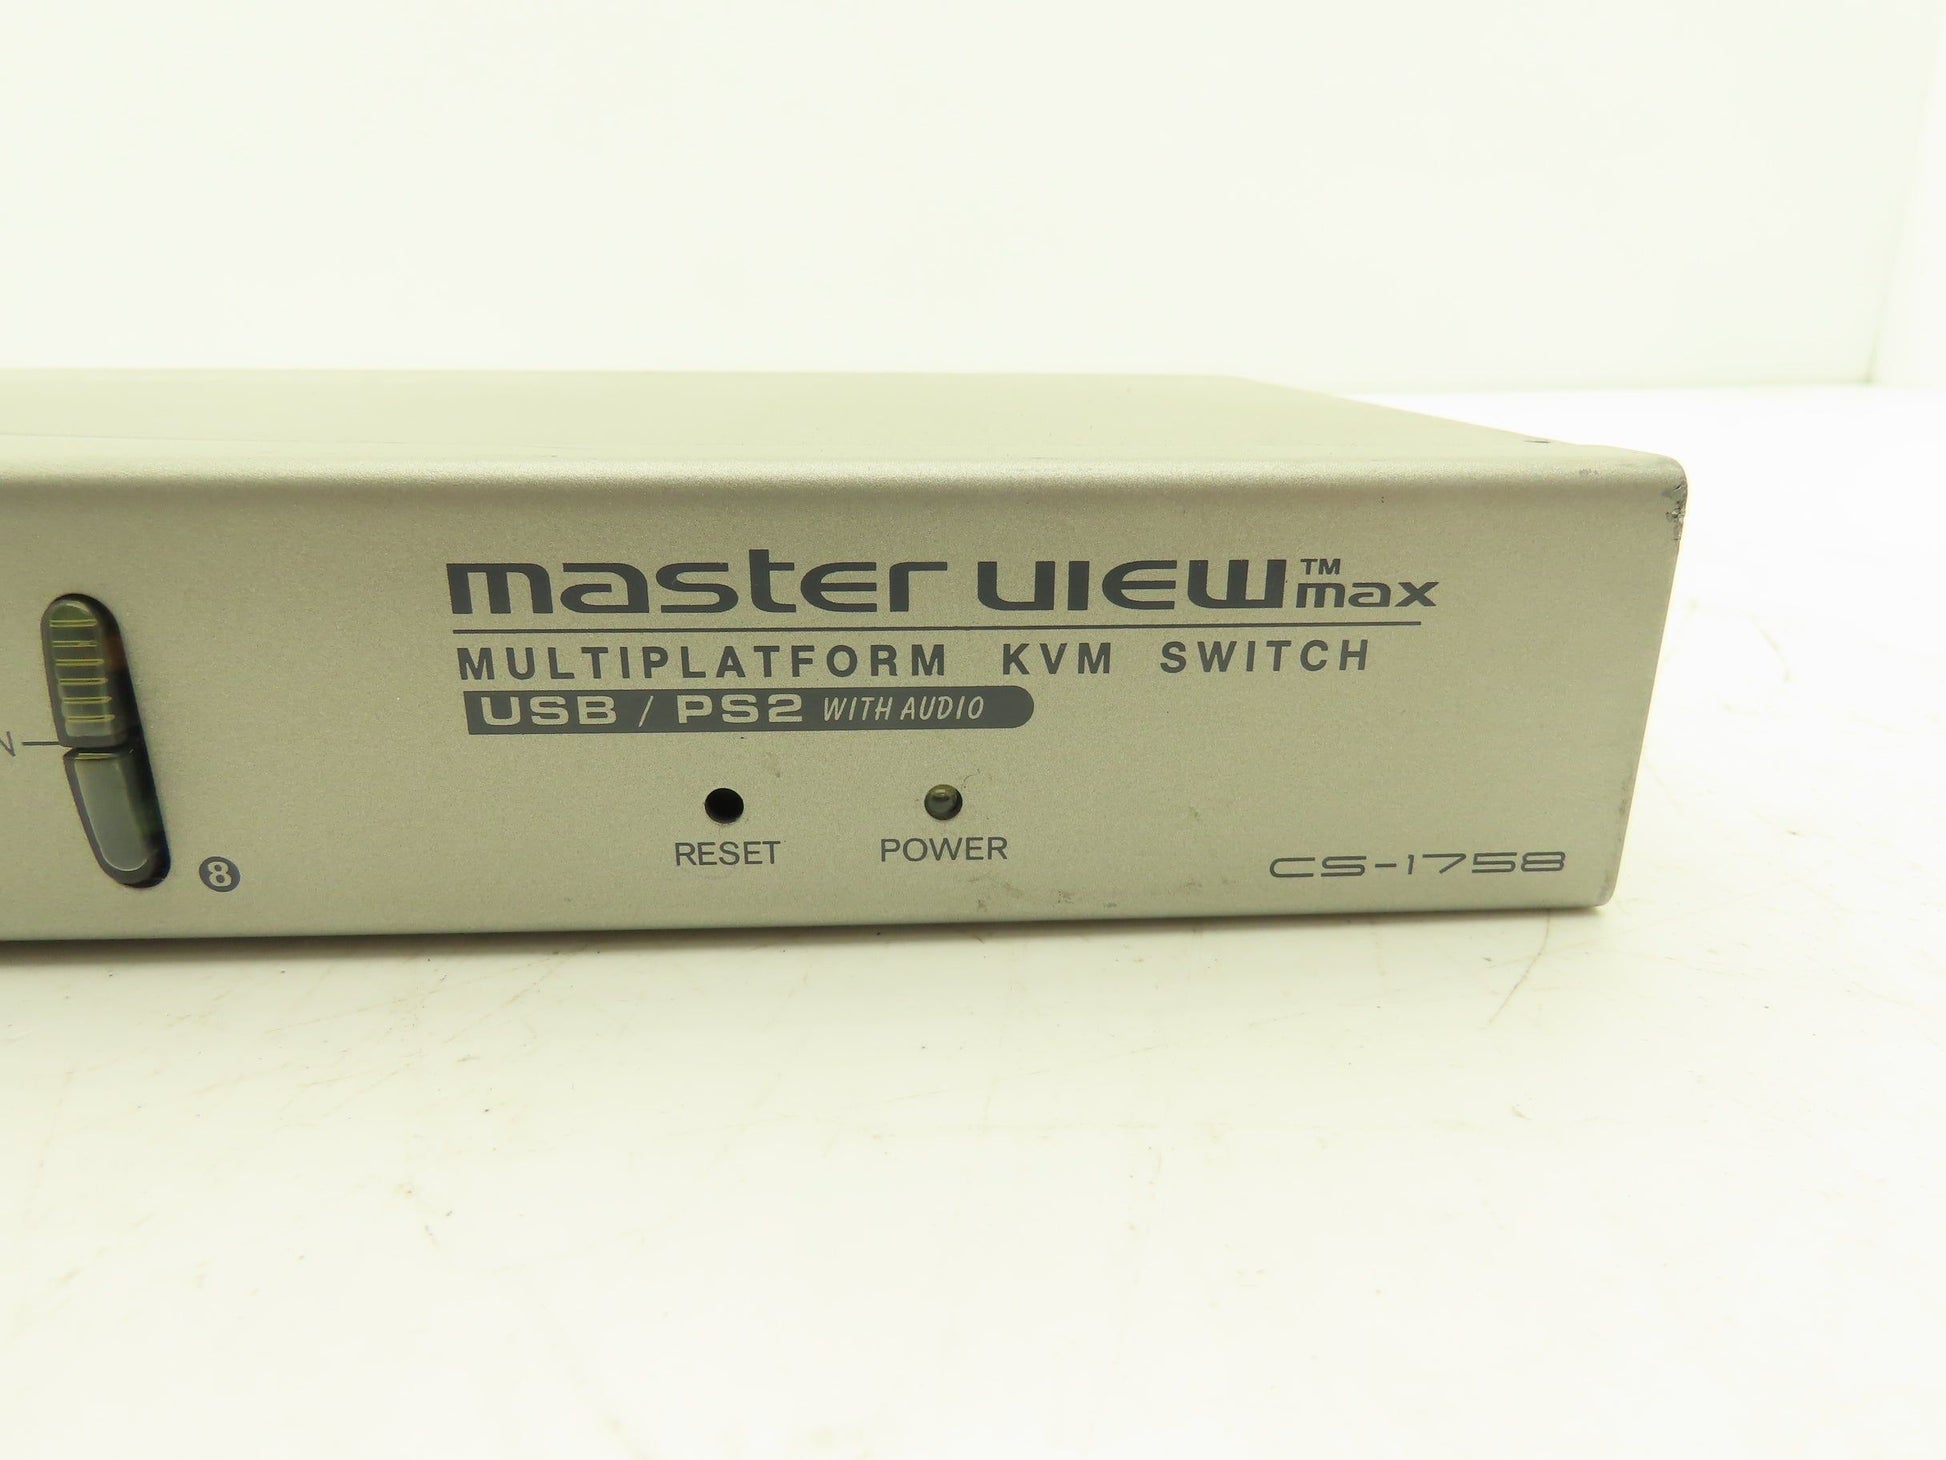 master view™ max
MULTIPLATFORM KVM SWITCH
USB / PS2 WITH AUDIO
N
8
RESET
POWER
CS-1758